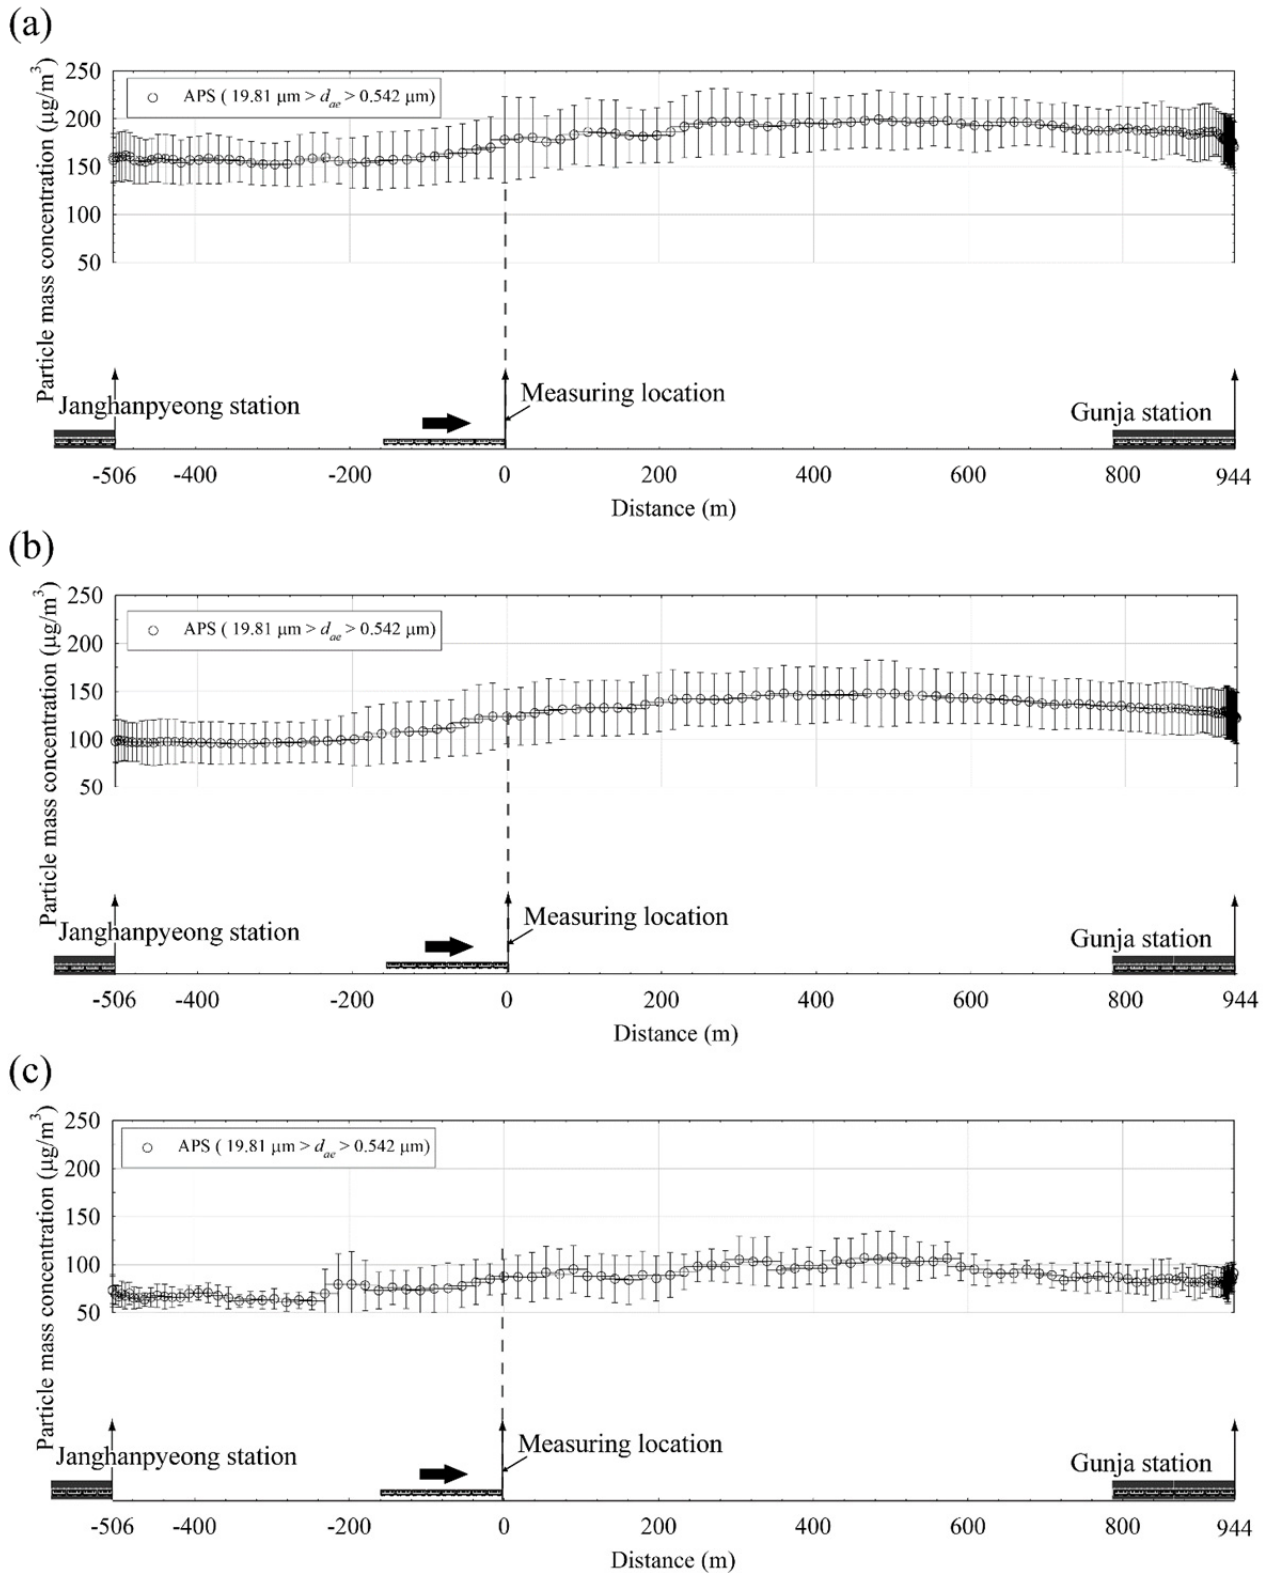 (a)
Particle mass concentration (μg/m³)
250
200
150
100
50
APS ( 19.81 μm > dae > 0.542 μm)
Janghanpyeong station
Measuring location
Gunja station
-506 -400 -200 0 200 400 600 800 944
Distance (m)
(b)
Particle mass concentration (μg/m³)
250
200
150
100
50
APS ( 19.81 μm > dae > 0.542 μm)
Janghanpyeong station
Measuring location
Gunja station
-506 -400 -200 0 200 400 600 800 944
Distance (m)
(c)
Particle mass concentration (μg/m³)
250
200
150
100
50
APS ( 19.81 μm > dae > 0.542 μm)
Janghanpyeong station
Measuring location
Gunja station
-506 -400 -200 0 200 400 600 800 944
Distance (m)